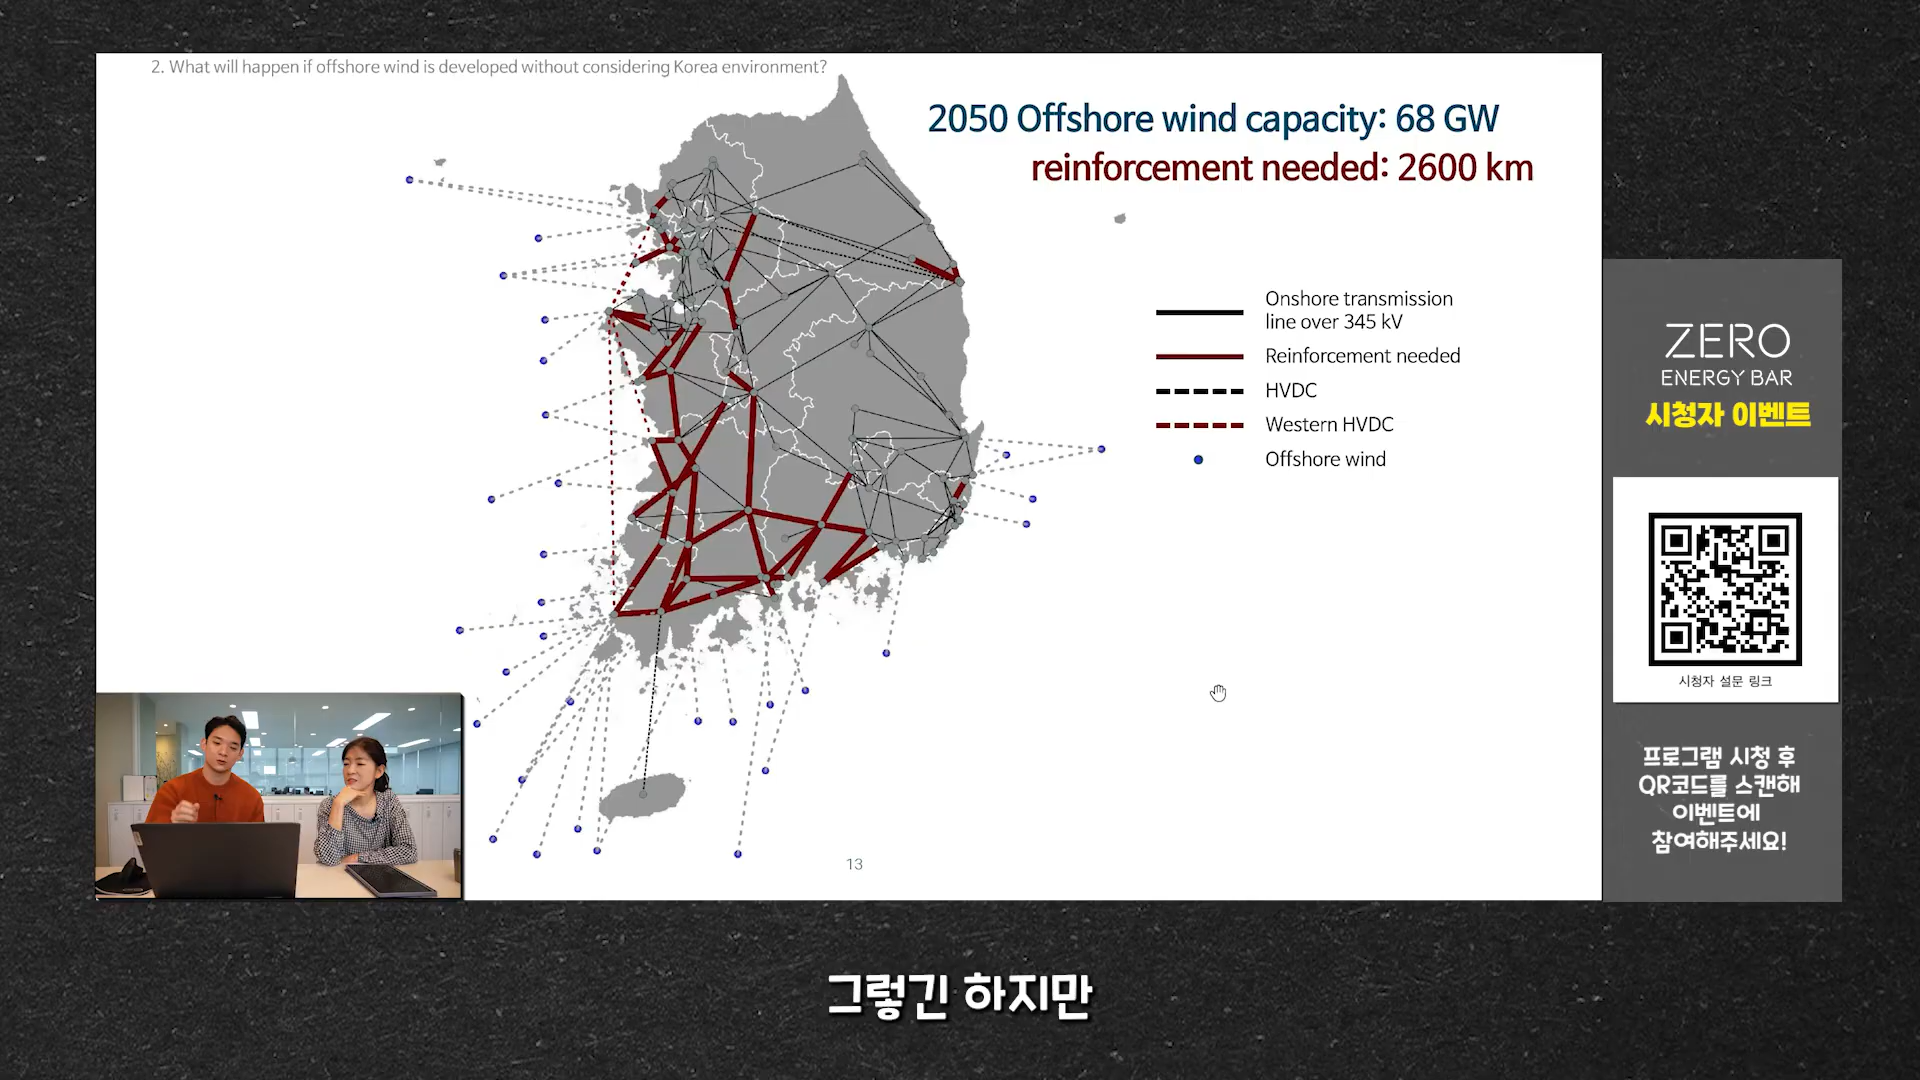 2. What will happen if offshore wind is developed without considering Korea environment?
2050 Offshore wind capacity: 68 GW
reinforcement needed: 2600 km
Onshore transmission
line over 345 kV
Reinforcement needed
HVDC
Western HVDC
Offshore wind
13
ZERO
ENERGY BAR
시청자 이벤트
시청자 설문 링크
프로그램 시청 후
QR코드를 스캔해
이벤트에
참여해주세요!
그렇긴 하지만